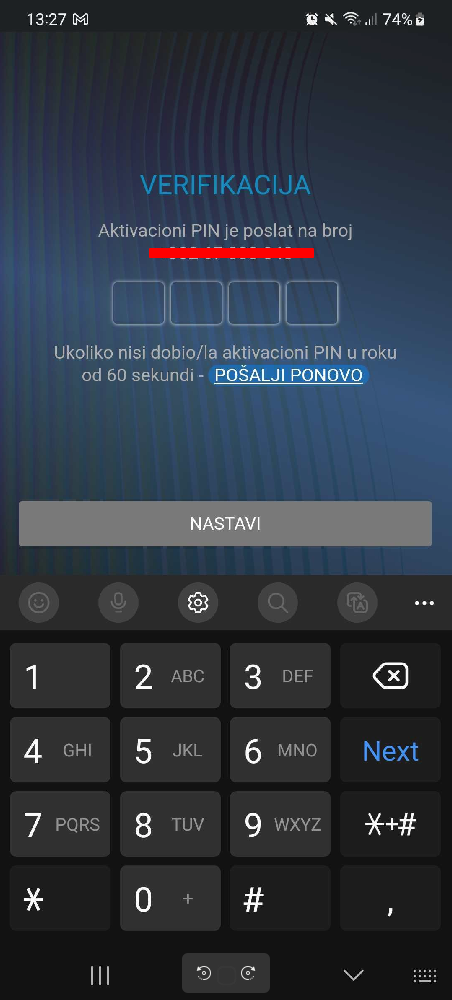 13:27
74%
VERIFIKACIJA
Aktivacioni PIN je poslat na broj
Ukoliko nisi dobio/la aktivacioni PIN u roku
od 60 sekundi - POŠALJI PONOVO
NASTAVI
1 2 ABC 3 DEF
4 GHI 5 JKL 6 MNO Next
7 PQRS 8 TUV 9 WXYZ *+#
* 0 + # ,